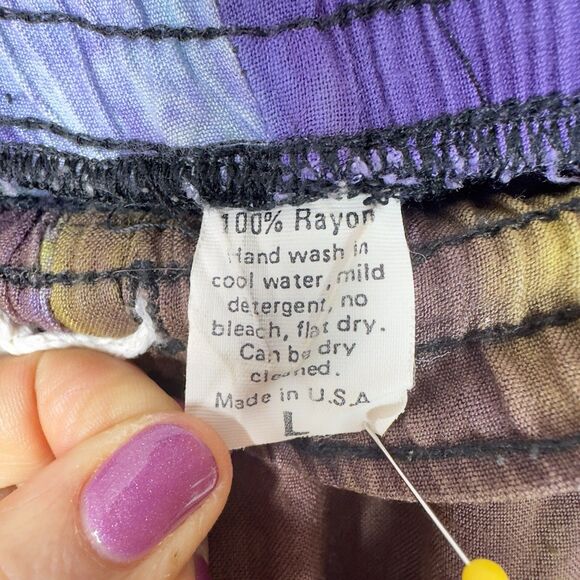 100% Rayon
Hand wash in
cool water, mild
detergent, no
bleach, flat dry.
Can be dry
cleaned.
Made in U.S.A
L